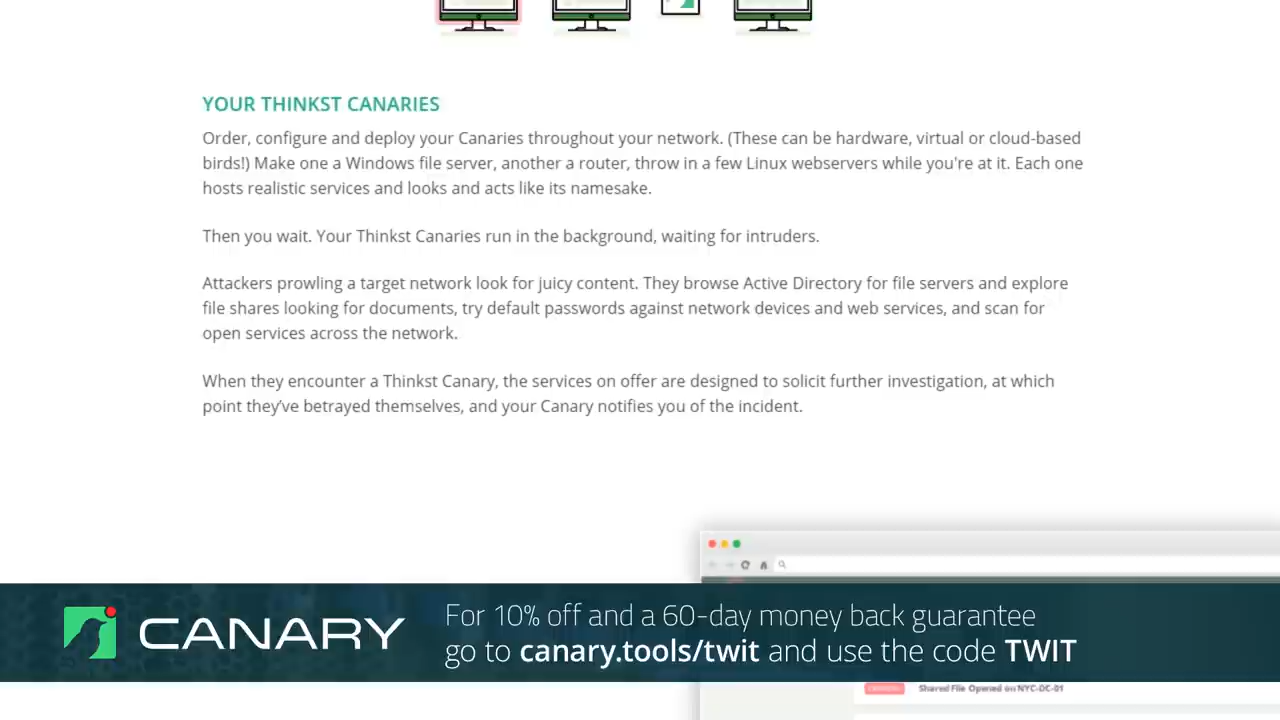 YOUR THINKST CANARIES
Order, configure and deploy your Canaries throughout your network. (These can be hardware, virtual or cloud-based
birds!) Make one a Windows file server, another a router, throw in a few Linux webservers while you're at it. Each one
hosts realistic services and looks and acts like its namesake.
Then you wait. Your Thinkst Canaries run in the background, waiting for intruders.
Attackers prowling a target network look for juicy content. They browse Active Directory for file servers and explore
file shares looking for documents, try default passwords against network devices and web services, and scan for
open services across the network.
When they encounter a Thinkst Canary, the services on offer are designed to solicit further investigation, at which
point they’ve betrayed themselves, and your Canary notifies you of the incident.
CANARY
For 10% off and a 60-day money back guarantee
go to canary.tools/twit and use the code TWIT
Shared File Opened on NYC-DC-01